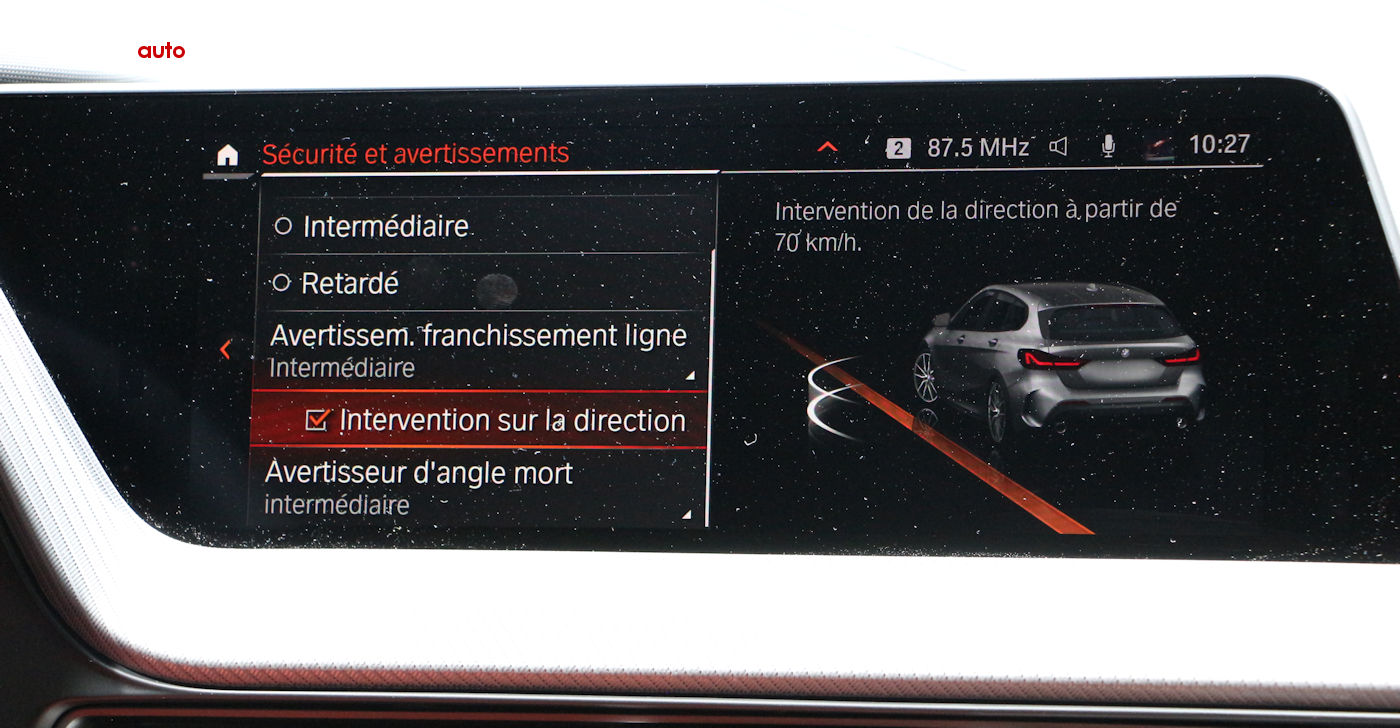 auto
Sécurité et avertissements
2 87.5 MHz 10:27
Intermédiaire
Retardé
Avertissem. franchissement ligne
Intermédiaire
Intervention sur la direction
Avertisseur d'angle mort
intermédiaire
Intervention de la direction à partir de
70 km/h.